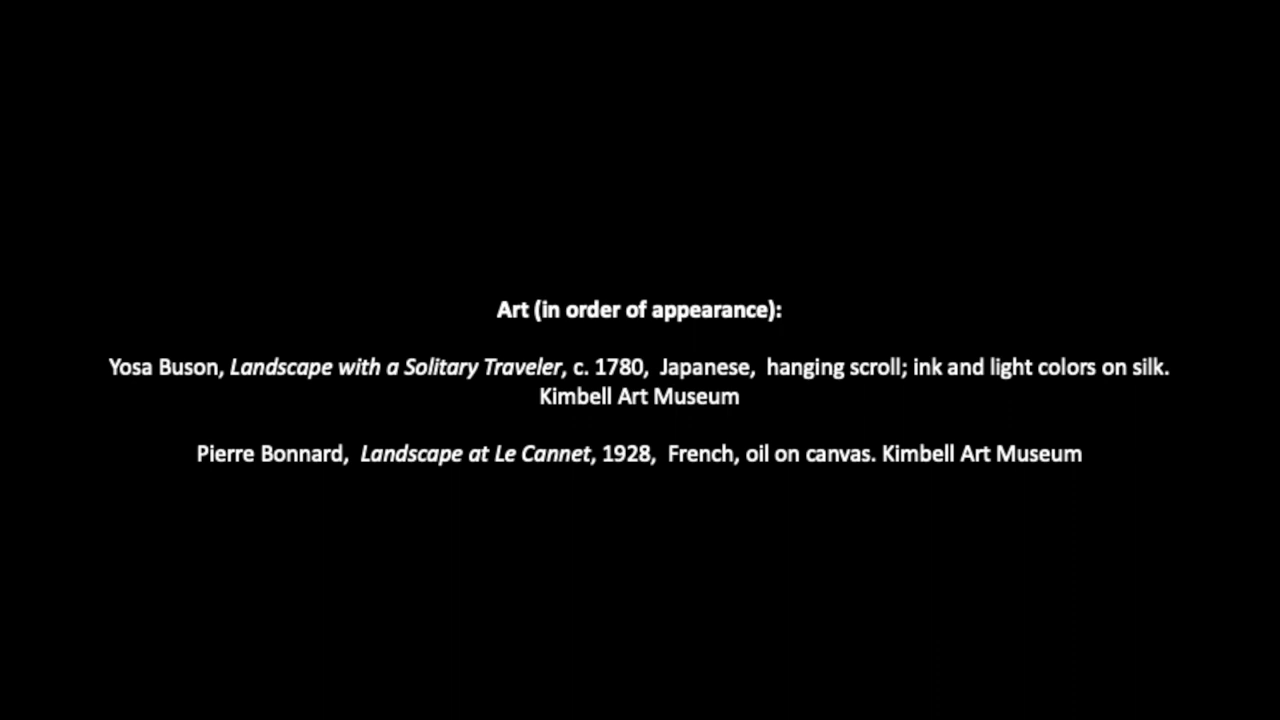 Art (in order of appearance):
Yosa Buson, Landscape with a Solitary Traveler, c. 1780,  Japanese,  hanging scroll; ink and light colors on silk.
Kimbell Art Museum
Pierre Bonnard,  Landscape at Le Cannet, 1928,  French, oil on canvas. Kimbell Art Museum